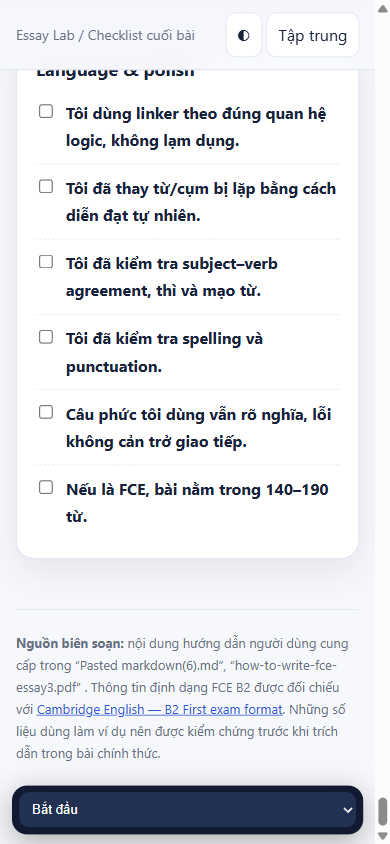 Essay Lab / Checklist cuối bài
Tập trung
Language & polish
Tôi dùng linker theo đúng quan hệ
logic, không lạm dụng.
Tôi đã thay từ/cụm bị lặp bằng cách
diễn đạt tự nhiên.
Tôi đã kiểm tra subject–verb
agreement, thì và mạo từ.
Tôi đã kiểm tra spelling và
punctuation.
Câu phức tôi dùng vẫn rõ nghĩa, lỗi
không cản trở giao tiếp.
Nếu là FCE, bài nằm trong 140–190
từ.
Nguồn biên soạn: nội dung hướng dẫn người dùng cung
cấp trong “Pasted markdown(6).md”, “how-to-write-fce-
essay3.pdf” . Thông tin định dạng FCE B2 được đối chiếu
với Cambridge English — B2 First exam format. Những số
liệu dùng làm ví dụ nên được kiểm chứng trước khi trích
dẫn trong bài chính thức.
Bắt đầu